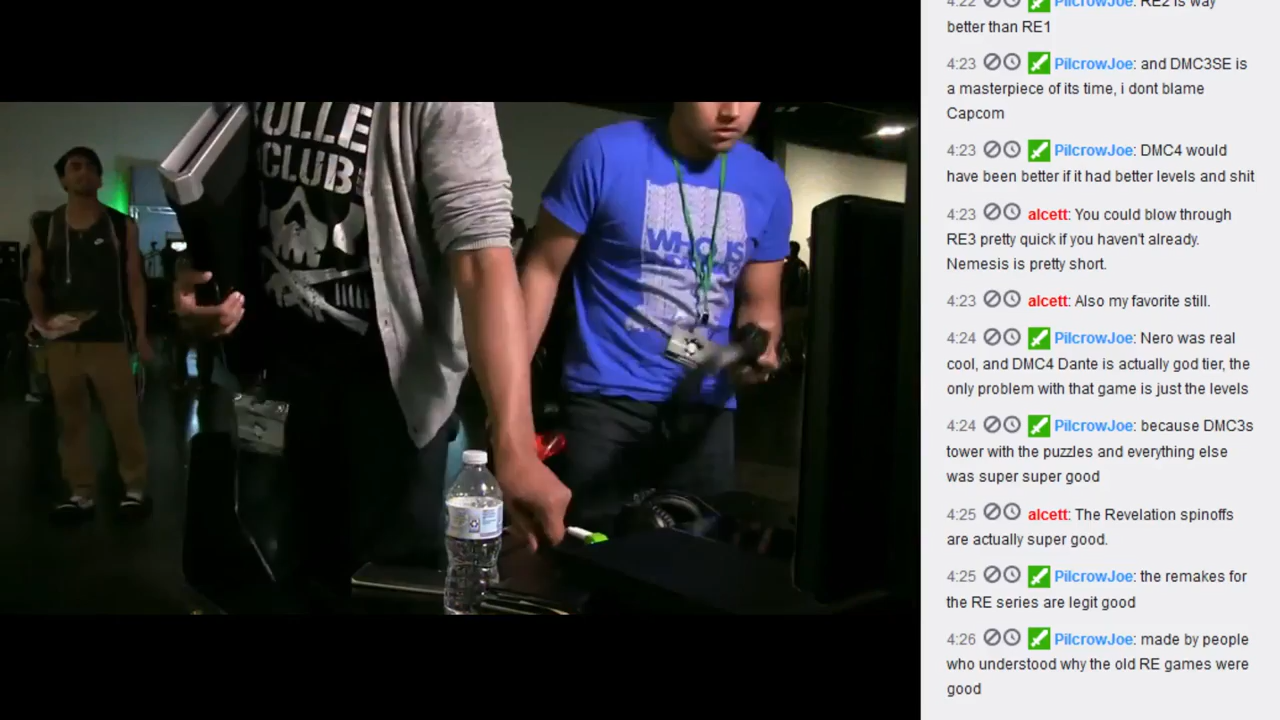 ULLE
CLUB
WHO IS
4:22 PilcrowJoe: RE2 is way
better than RE1
4:23 PilcrowJoe: and DMC3SE is
a masterpiece of its time, i dont blame
Capcom
4:23 PilcrowJoe: DMC4 would
have been better if it had better levels and shit
4:23 alcett: You could blow through
RE3 pretty quick if you haven't already.
Nemesis is pretty short.
4:23 alcett: Also my favorite still.
4:24 PilcrowJoe: Nero was real
cool, and DMC4 Dante is actually god tier, the
only problem with that game is just the levels
4:24 PilcrowJoe: because DMC3s
tower with the puzzles and everything else
was super super good
4:25 alcett: The Revelation spinoffs
are actually super good.
4:25 PilcrowJoe: the remakes for
the RE series are legit good
4:26 PilcrowJoe: made by people
who understood why the old RE games were
good